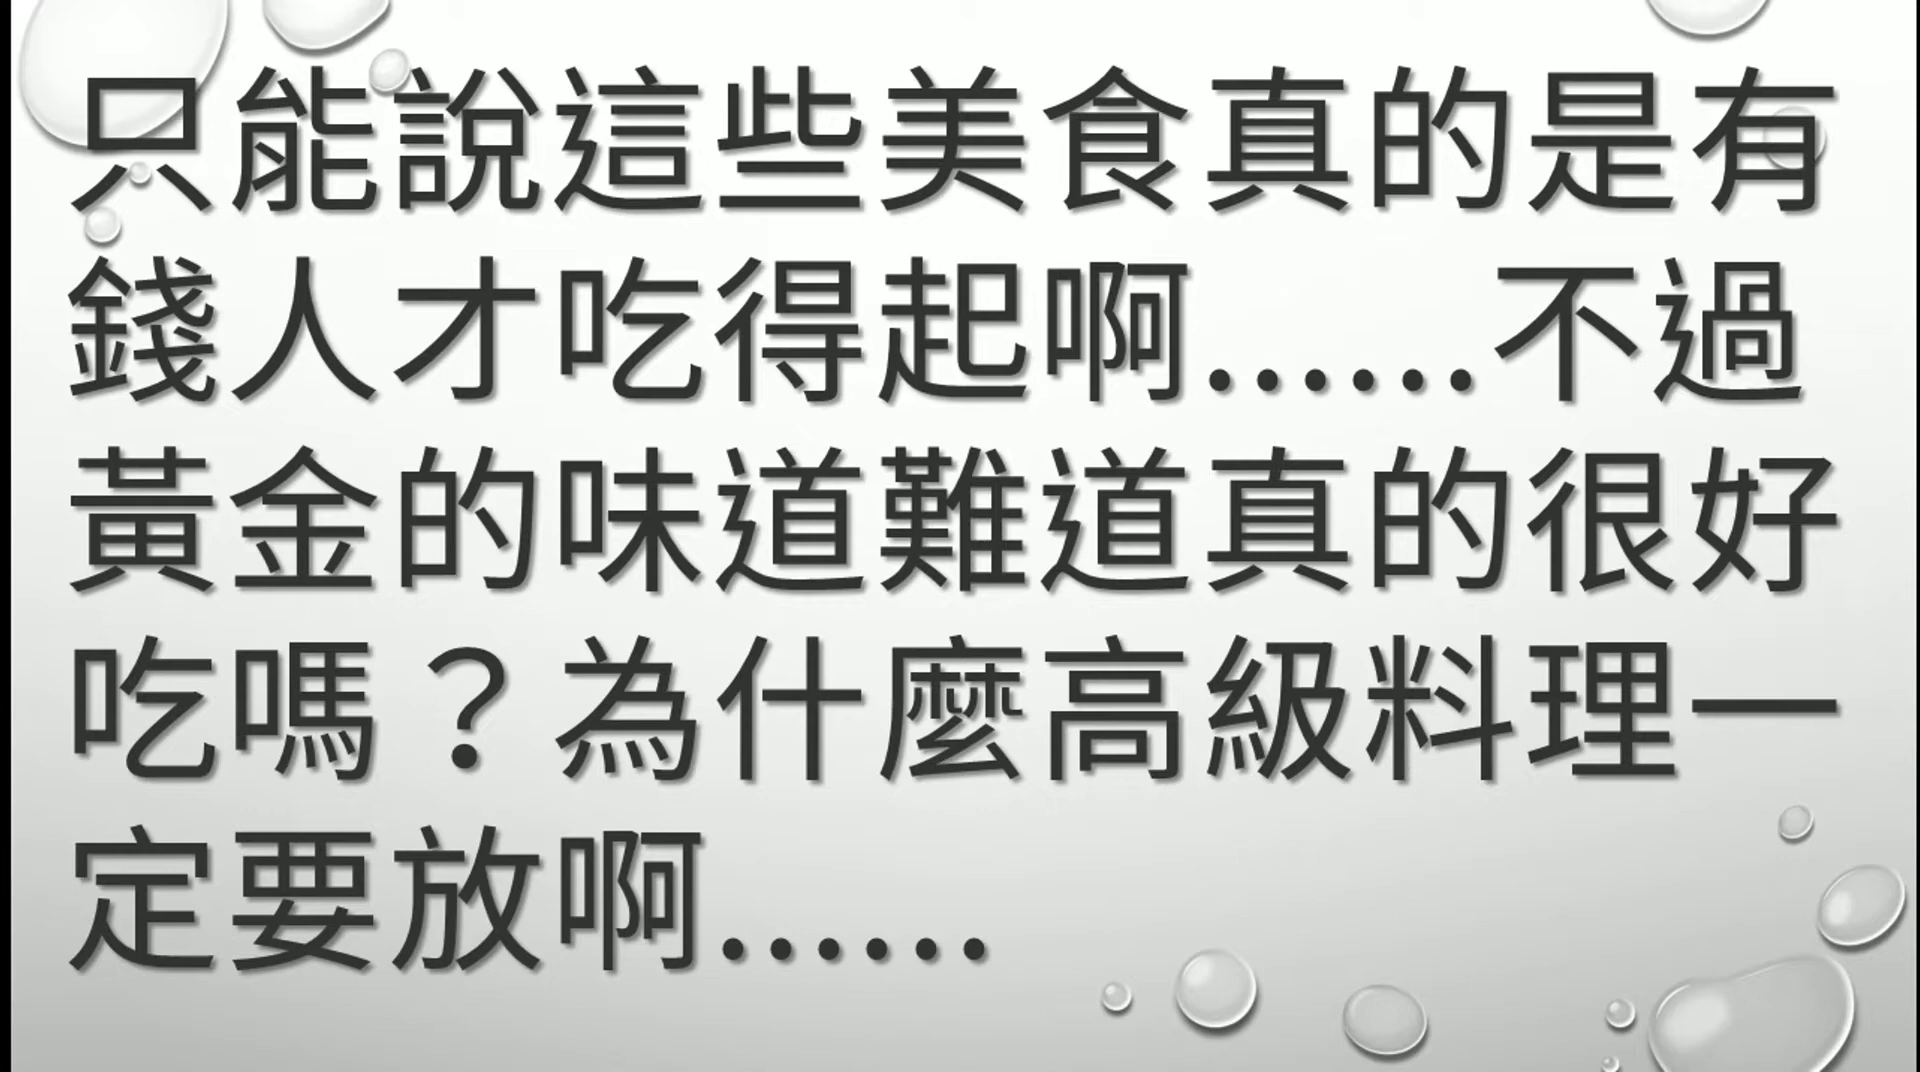 只能說這些美食真的是有
錢人才吃得起啊......不過
黃金的味道難道真的很好
吃嗎？為什麼高級料理一
定要放啊......